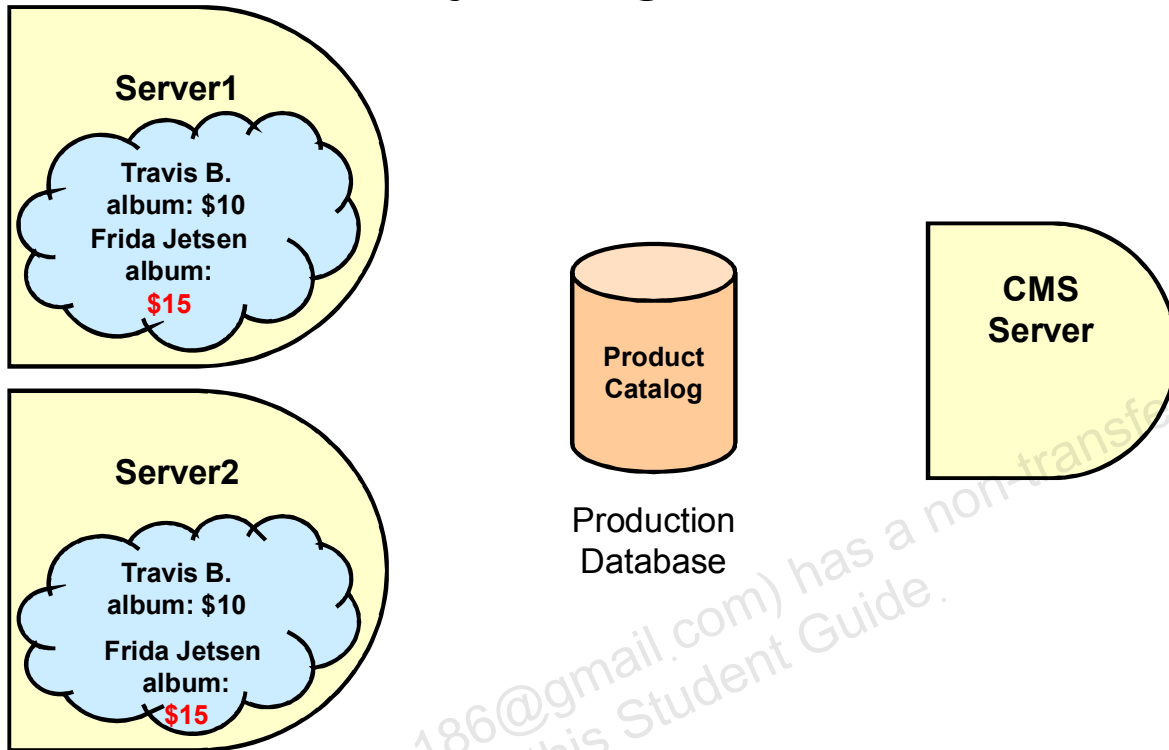 Server1
Travis B.
album: $10
Frida Jetsen
album:
$15
Server2
Travis B.
album: $10
Frida Jetsen
album:
$15
Product
Catalog
Production
Database
CMS
Server
186@gmail.com) has a non-transfe
this Student Guide.